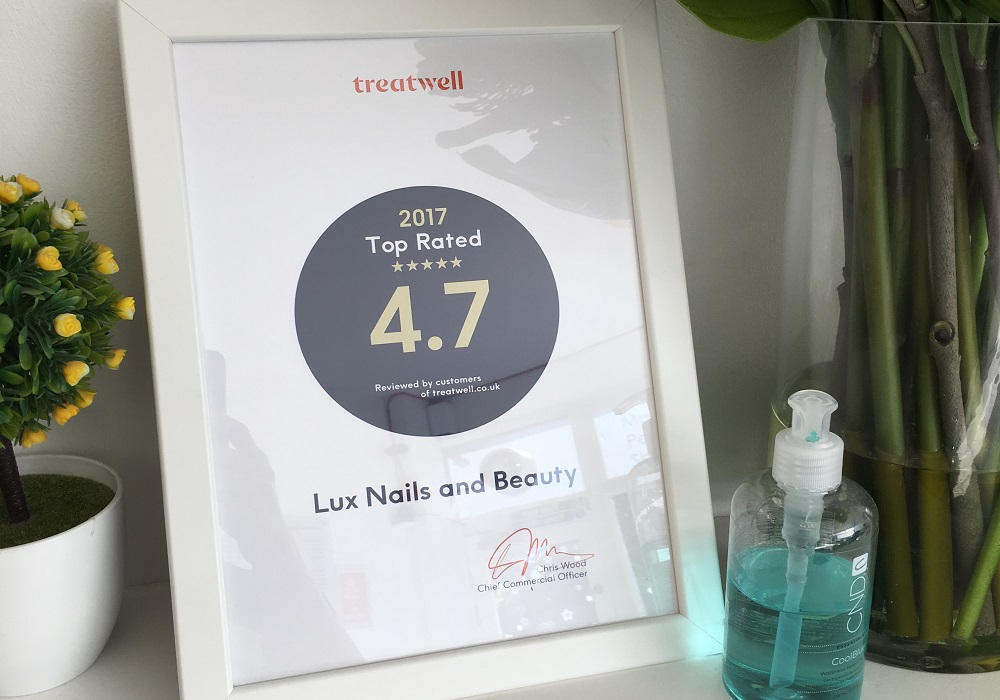 treatwell
2017
Top Rated
4.7
Reviewed by customers
of treatwell.co.uk
Lux Nails and Beauty
Chris Wood
Chief Commercial Officer
CND
CoolBlue